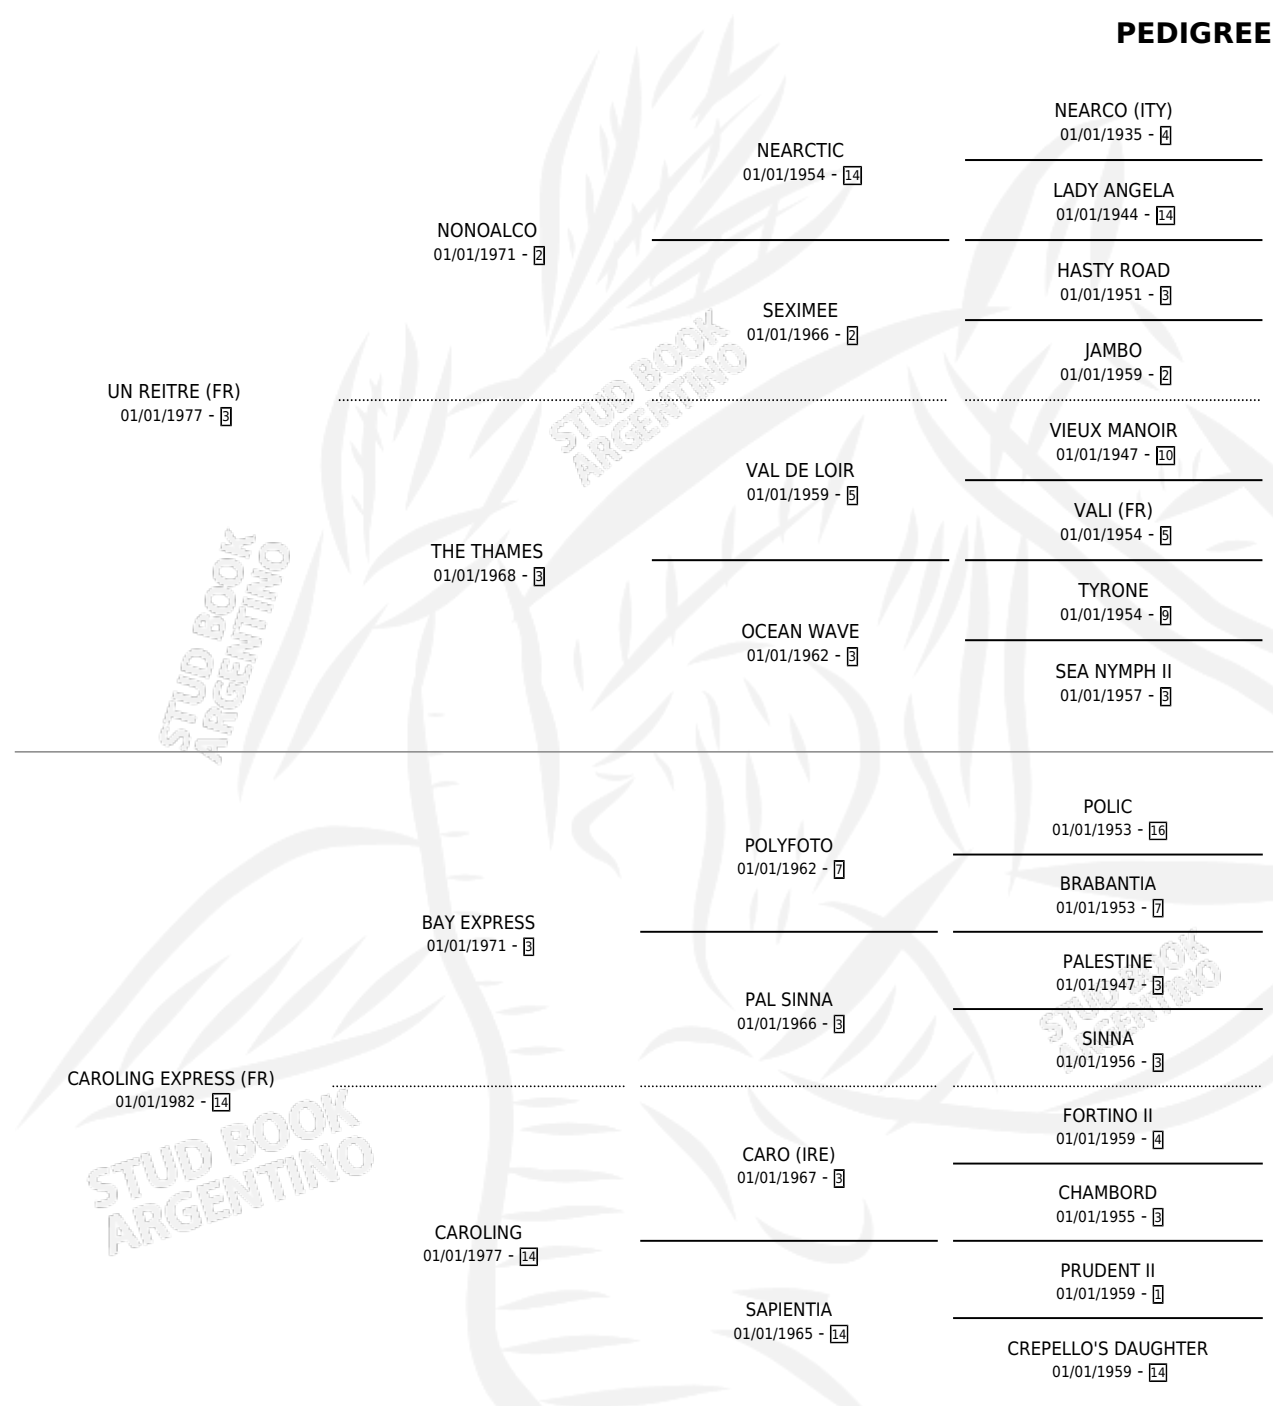 PEDIGREE
NEARCO (ITY)
01/01/1935 - 4
NEARCTIC
01/01/1954 - 14
LADY ANGELA
01/01/1944 - 14
NONOALCO
01/01/1971 - 2
HASTY ROAD
01/01/1951 - 3
SEXIMEE
01/01/1966 - 2
JAMBO
01/01/1959 - 2
UN REITRE (FR)
01/01/1977 - 3
VIEUX MANOIR
01/01/1947 - 10
VAL DE LOIR
01/01/1959 - 5
VALI (FR)
01/01/1954 - 5
THE THAMES
01/01/1968 - 3
TYRONE
01/01/1954 - 9
OCEAN WAVE
01/01/1962 - 3
SEA NYMPH II
01/01/1957 - 3
POLIC
01/01/1953 - 16
POLYFOTO
01/01/1962 - 7
BRABANTIA
01/01/1953 - 7
BAY EXPRESS
01/01/1971 - 3
PALESTINE
01/01/1947 - 3
PAL SINNA
01/01/1966 - 3
SINNA
01/01/1956 - 3
CAROLING EXPRESS (FR)
01/01/1982 - 14
FORTINO II
01/01/1959 - 4
CARO (IRE)
01/01/1967 - 3
CHAMBORD
01/01/1955 - 3
CAROLING
01/01/1977 - 14
PRUDENT II
01/01/1959 - 1
SAPIENTIA
01/01/1965 - 14
CREPELLO'S DAUGHTER
01/01/1959 - 14
STUD BOOK
ARGENTINO
STUD BOOK
ARGENTINO
STUD BOOK
ARGENTINO
STUD BOOK
ARGENTINO